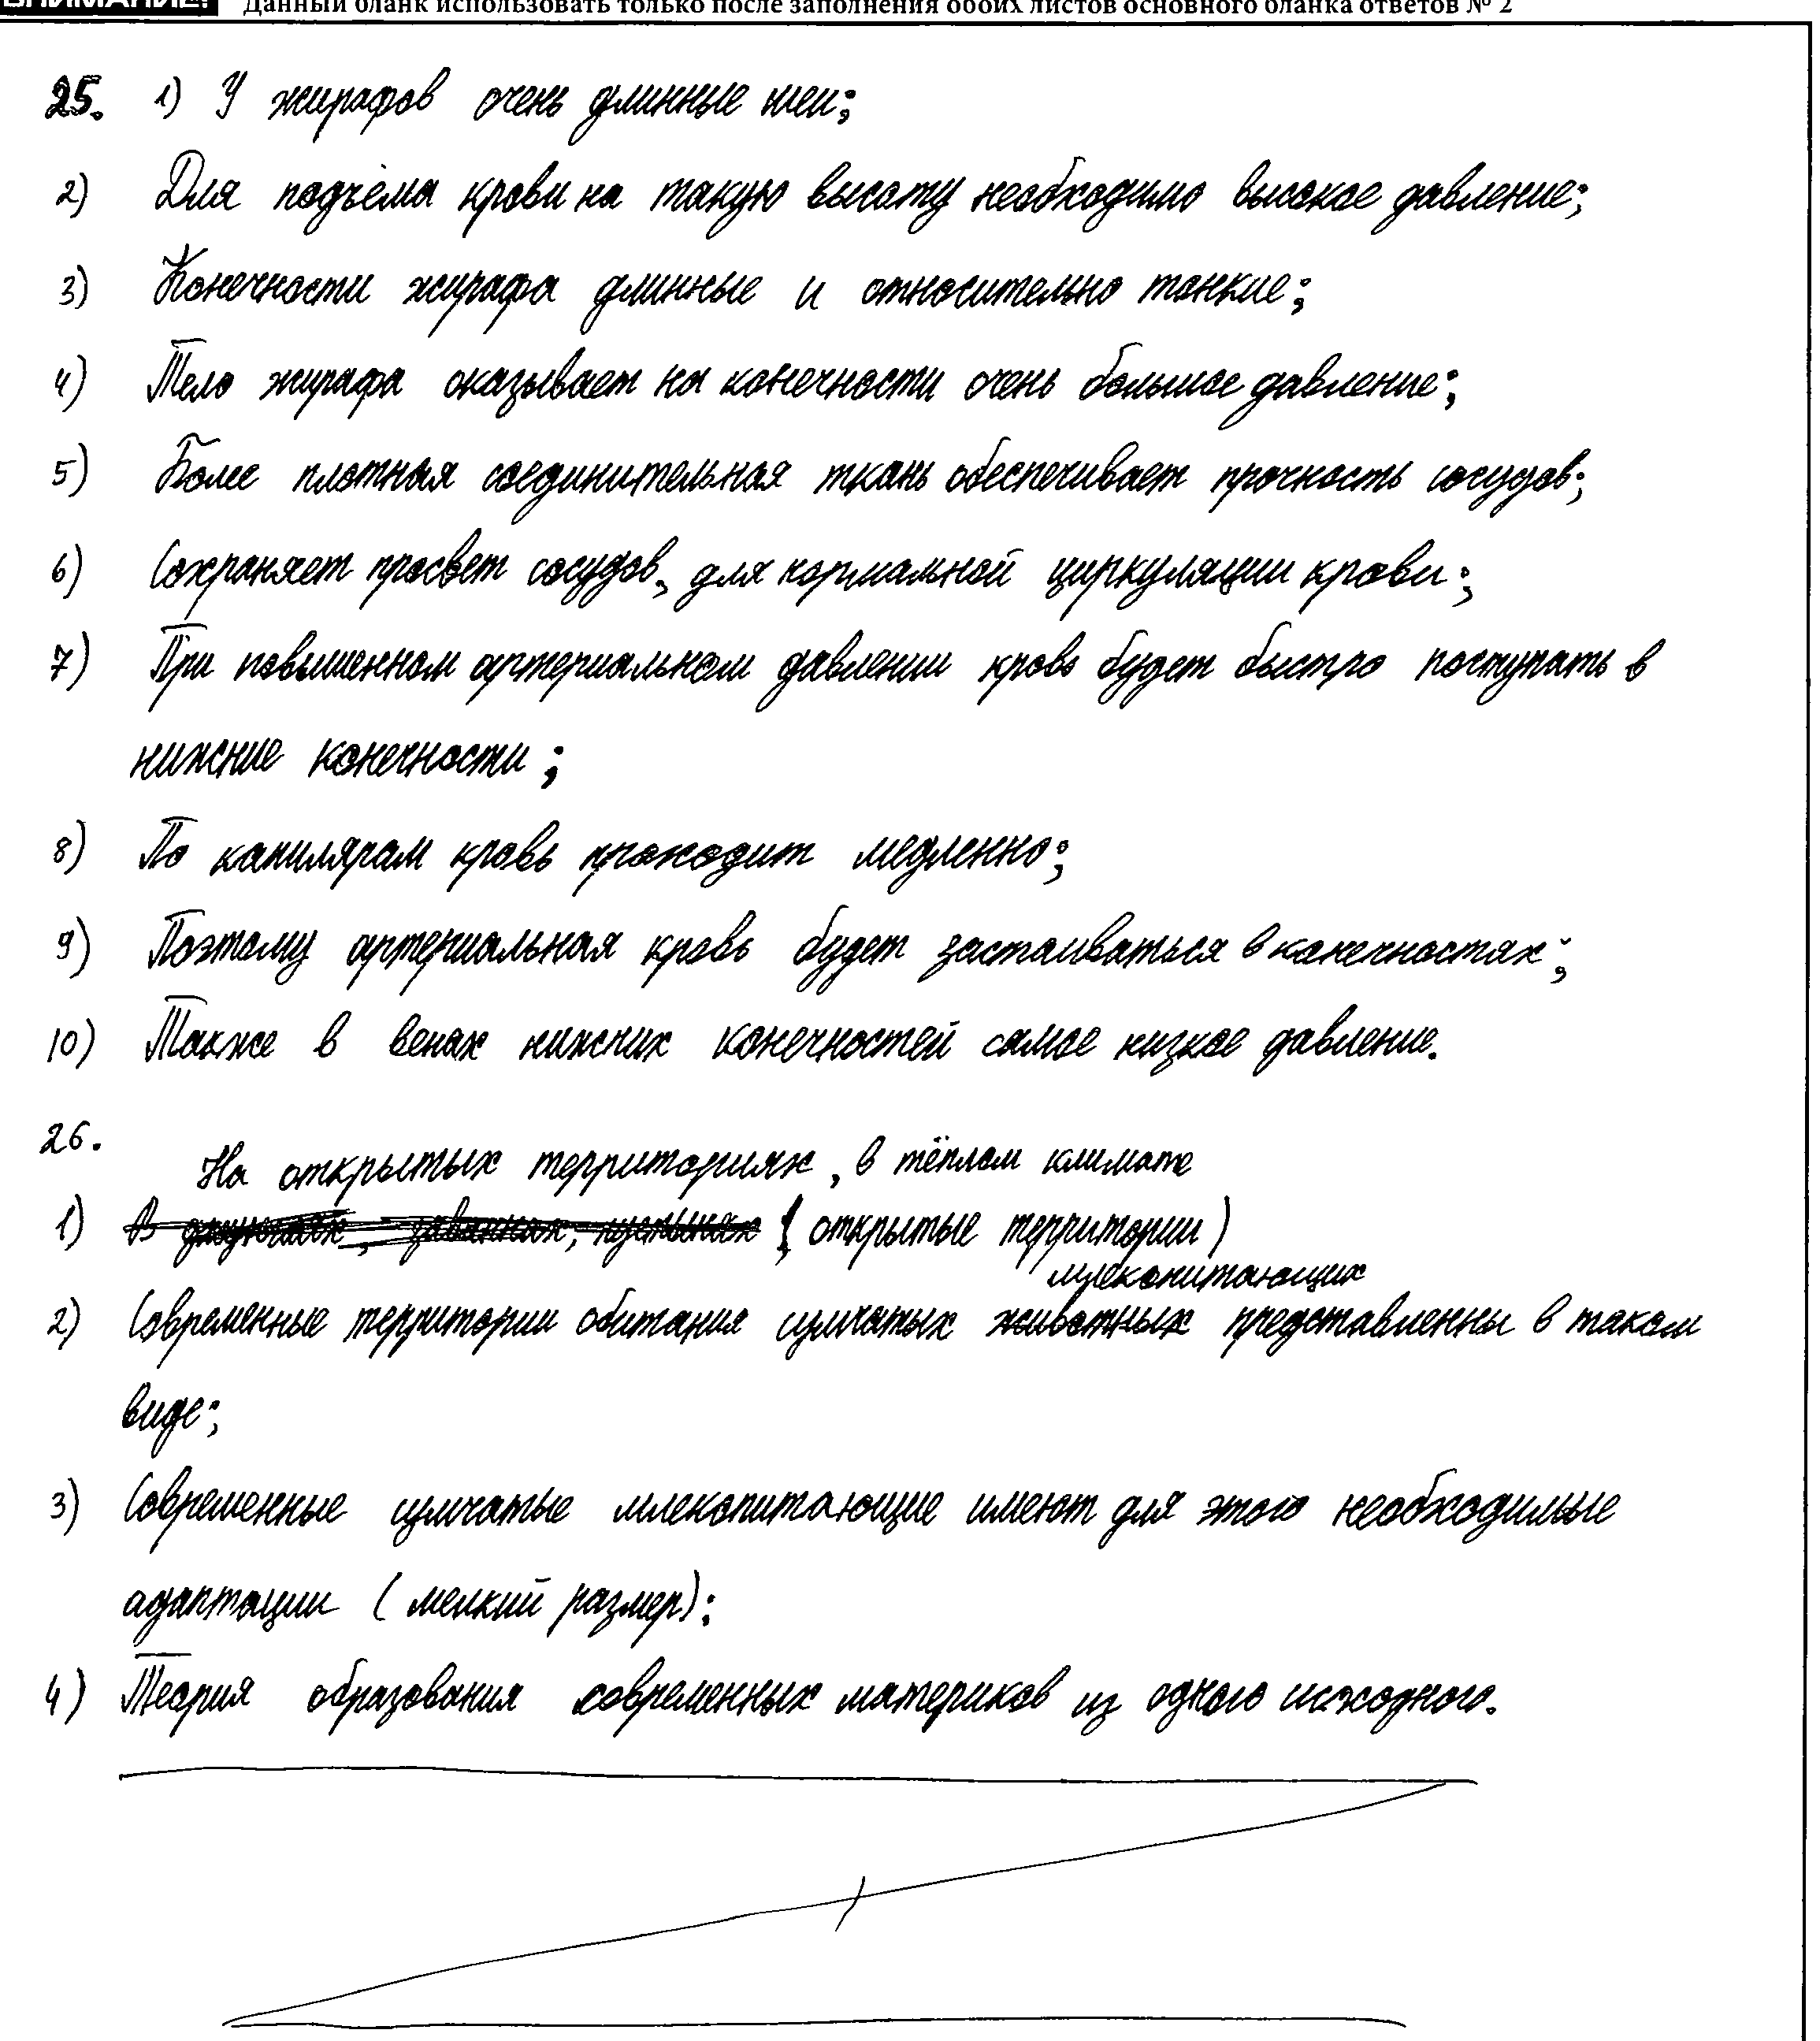 ВНИМАНИЕ! Данный бланк использовать только после заполнения обоих листов основного бланка ответов № 2
25. 1) У жирафов очень длинные шеи;
2) Для подъёма крови на такую высоту необходимо высокое давление;
3) Конечности жирафа длинные и относительно тонкие;
4) Тело жирафа оказывает на конечности очень большое давление;
5) Более плотная соединительная ткань обеспечивает прочность сосудов;
6) Сохраняет просвет сосудов, для нормальной циркуляции крови;
7) При повышенном артериальном давлении кровь будет быстро поступать в
нижние конечности;
8) По капилярам кровь проходит медленно;
9) Поэтому артериальная кровь будет застаиваться в конечностях;
10) Также в венах нижних конечностей самое низкое давление.
26.
На открытых территориях, в тёплом климате
1) В джунглях, саваннах, пустынях (открытые территории)
млекопитающих
2) Современные территории обитания сумчатых животных представленны в таком
виде;
3) Современные сумчатые млекопитающие имеют для этого необходимые
адаптации (мелкий размер);
4) Теория образования современных материков из одного исходного.